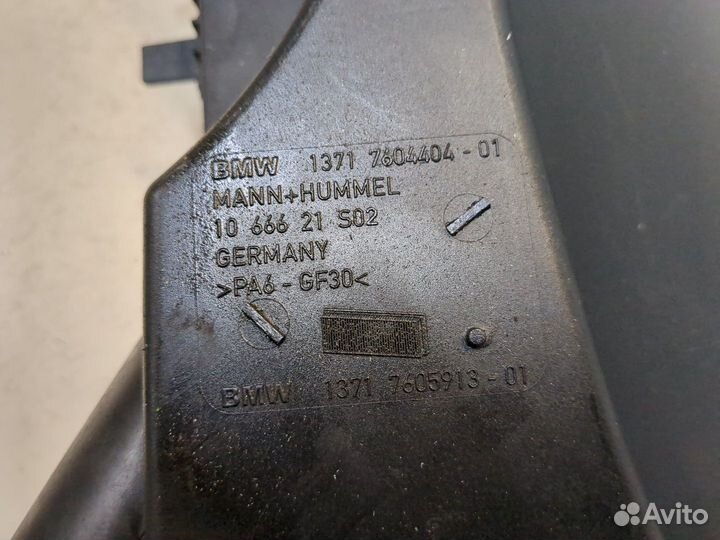 BMW 1371 7604404-01
MANN+HUMMEL
10 666 21 S02
GERMANY
>PA6-GF30<
BMW 1371 7605913-01
Avito